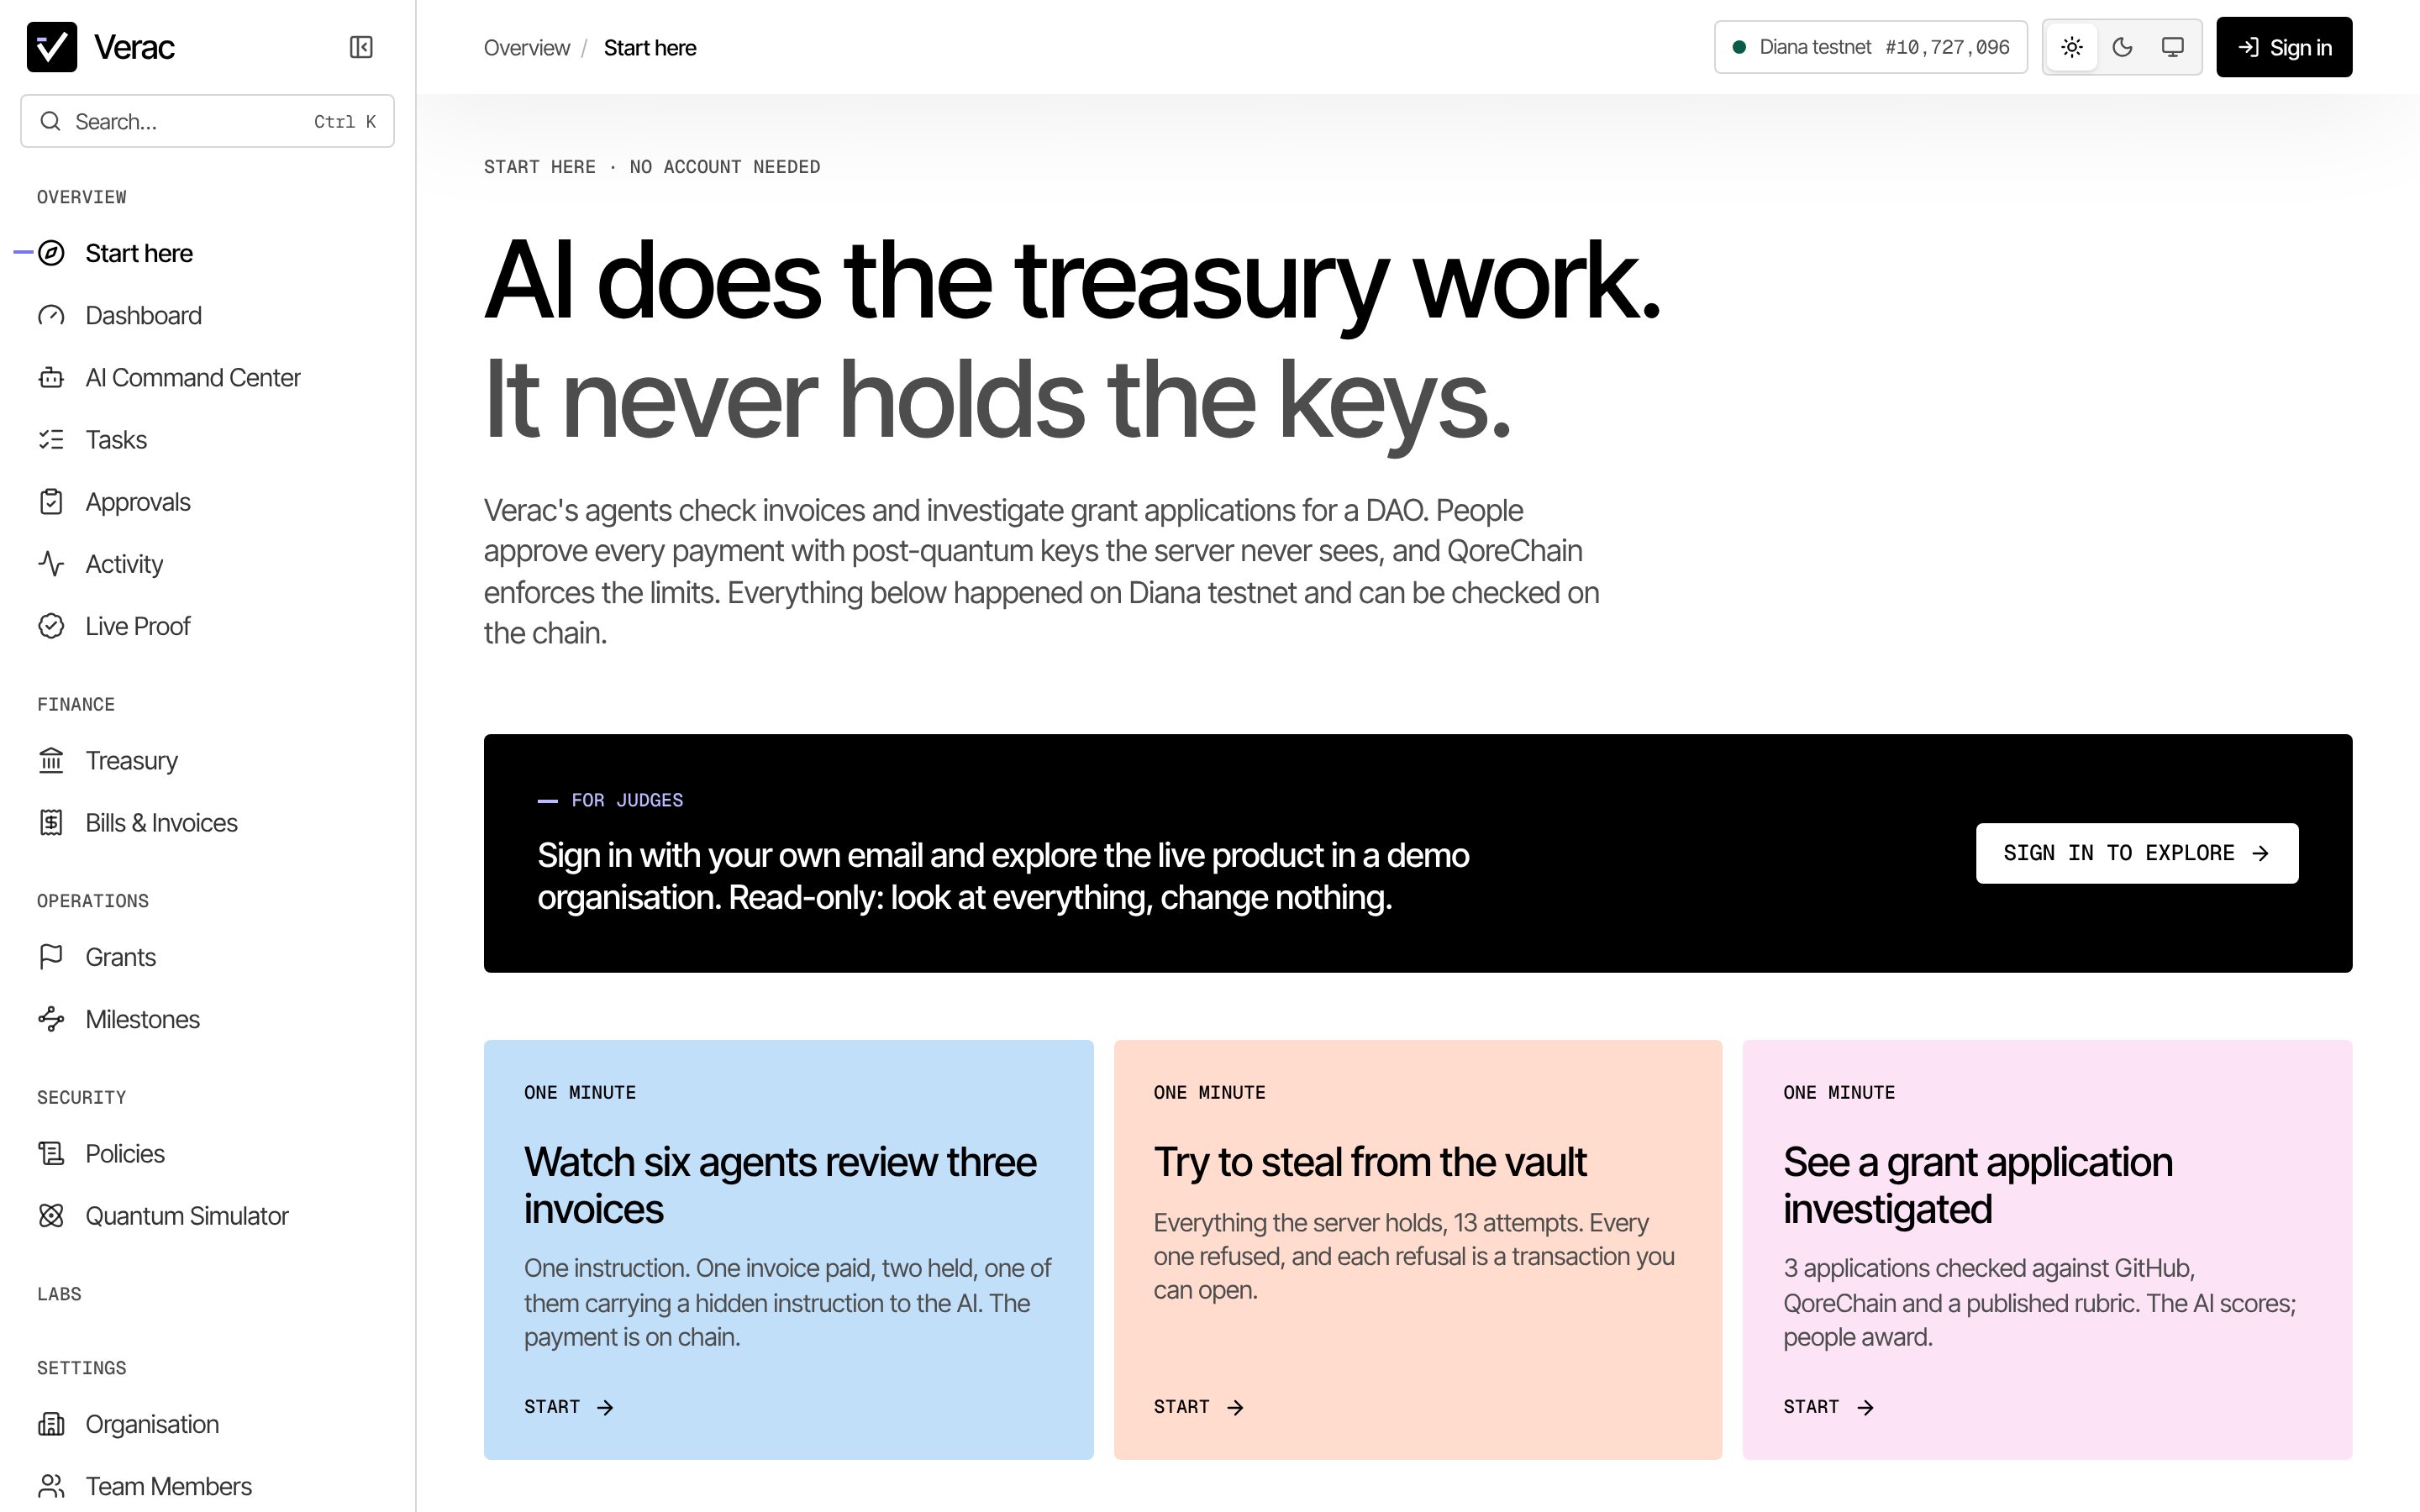 Verac
Search...
Ctrl K
OVERVIEW
Start here
Dashboard
AI Command Center
Tasks
Approvals
Activity
Live Proof
FINANCE
Treasury
Bills & Invoices
OPERATIONS
Grants
Milestones
SECURITY
Policies
Quantum Simulator
LABS
SETTINGS
Organisation
Team Members
Overview / Start here
Diana testnet #10,727,096
Sign in
START HERE · NO ACCOUNT NEEDED
AI does the treasury work.
It never holds the keys.
Verac's agents check invoices and investigate grant applications for a DAO. People
approve every payment with post-quantum keys the server never sees, and QoreChain
enforces the limits. Everything below happened on Diana testnet and can be checked on
the chain.
FOR JUDGES
Sign in with your own email and explore the live product in a demo
organisation. Read-only: look at everything, change nothing.
SIGN IN TO EXPLORE →
ONE MINUTE
Watch six agents review three
invoices
One instruction. One invoice paid, two held, one of
them carrying a hidden instruction to the AI. The
payment is on chain.
START →
ONE MINUTE
Try to steal from the vault
Everything the server holds, 13 attempts. Every
one refused, and each refusal is a transaction you
can open.
START →
ONE MINUTE
See a grant application
investigated
3 applications checked against GitHub,
QoreChain and a published rubric. The AI scores;
people award.
START →